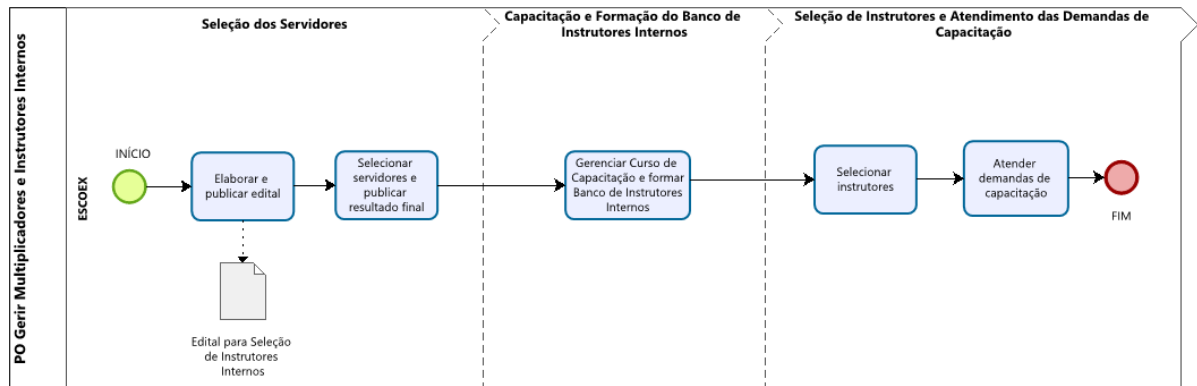 PO Gerir Multiplicadores e Instrutores Internos
ESCOEX
Seleção dos Servidores
Capacitação e Formação do Banco de
Instrutores Internos
Seleção de Instrutores e Atendimento das Demandas de
Capacitação
INÍCIO
Elaborar e
publicar edital
Selecionar
servidores e
publicar
resultado final
Gerenciar Curso de
Capacitação e formar
Banco de Instrutores
Internos
Selecionar
instrutores
Atender
demandas de
capacitação
FIM
Edital para Seleção
de Instrutores
Internos